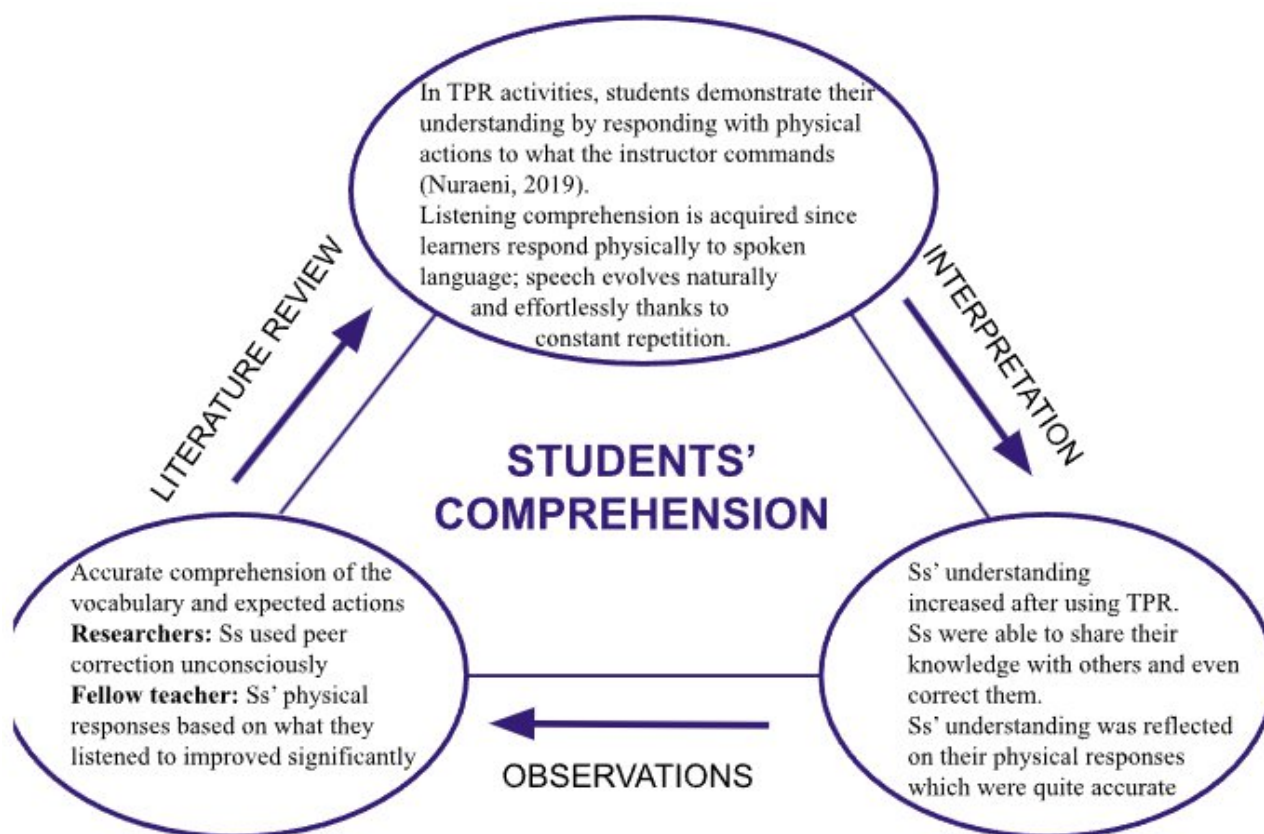 In TPR activities, students demonstrate their
understanding by responding with physical
actions to what the instructor commands
(Nuraeni, 2019).
Listening comprehension is acquired since
learners respond physically to spoken
language; speech evolves naturally
and effortlessly thanks to
constant repetition.
LITERATURE REVIEW
INTERPRETATION
STUDENTS’
COMPREHENSION
Accurate comprehension of the
vocabulary and expected actions
Researchers: Ss used peer
correction unconsciously
Fellow teacher: Ss’ physical
responses based on what they
listened to improved significantly
Ss’ understanding
increased after using TPR.
Ss were able to share their
knowledge with others and even
correct them.
Ss’ understanding was reflected
on their physical responses
which were quite accurate
OBSERVATIONS